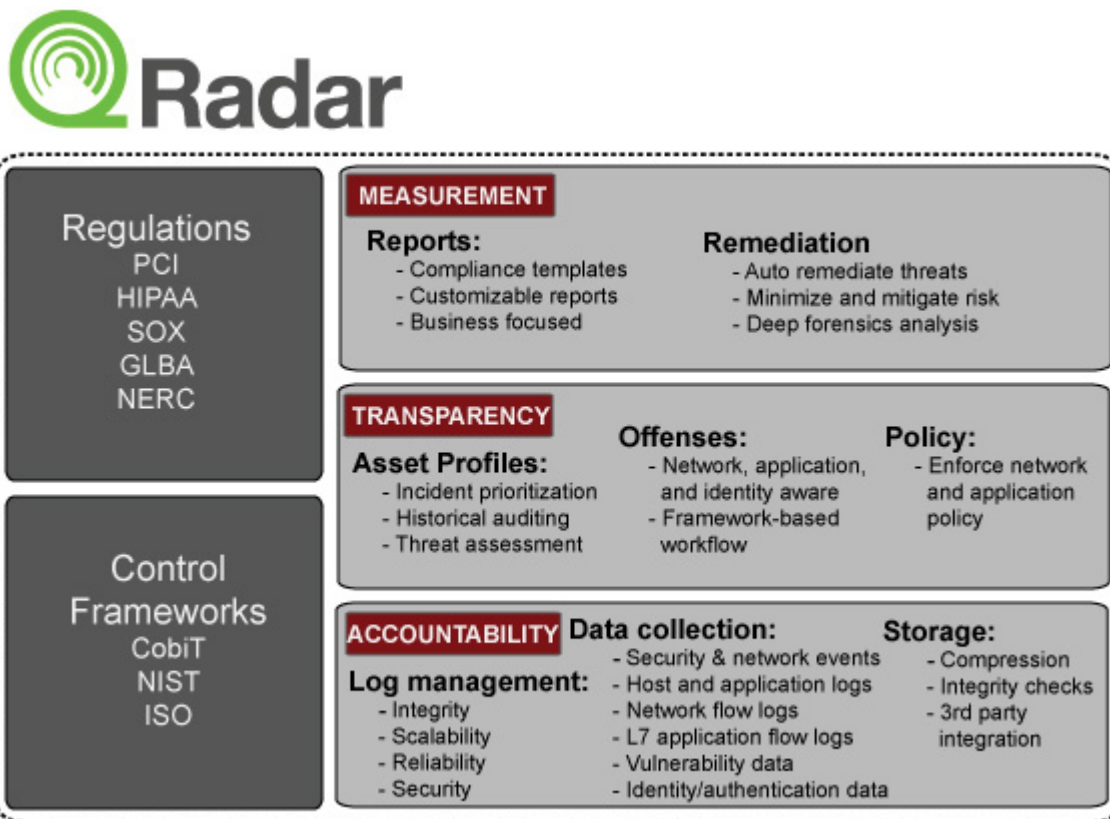 QRadar
Regulations
PCI
HIPAA
SOX
GLBA
NERC
Control
Frameworks
CobiT
NIST
ISO
MEASUREMENT
Reports:
- Compliance templates
- Customizable reports
- Business focused
Remediation
- Auto remediate threats
- Minimize and mitigate risk
- Deep forensics analysis
TRANSPARENCY
Asset Profiles:
- Incident prioritization
- Historical auditing
- Threat assessment
Offenses:
- Network, application,
and identity aware
- Framework-based
workflow
Policy:
- Enforce network
and application
policy
ACCOUNTABILITY
Log management:
- Integrity
- Scalability
- Reliability
- Security
Data collection:
- Security & network events
- Host and application logs
- Network flow logs
- L7 application flow logs
- Vulnerability data
- Identity/authentication data
Storage:
- Compression
- Integrity checks
- 3rd party
integration